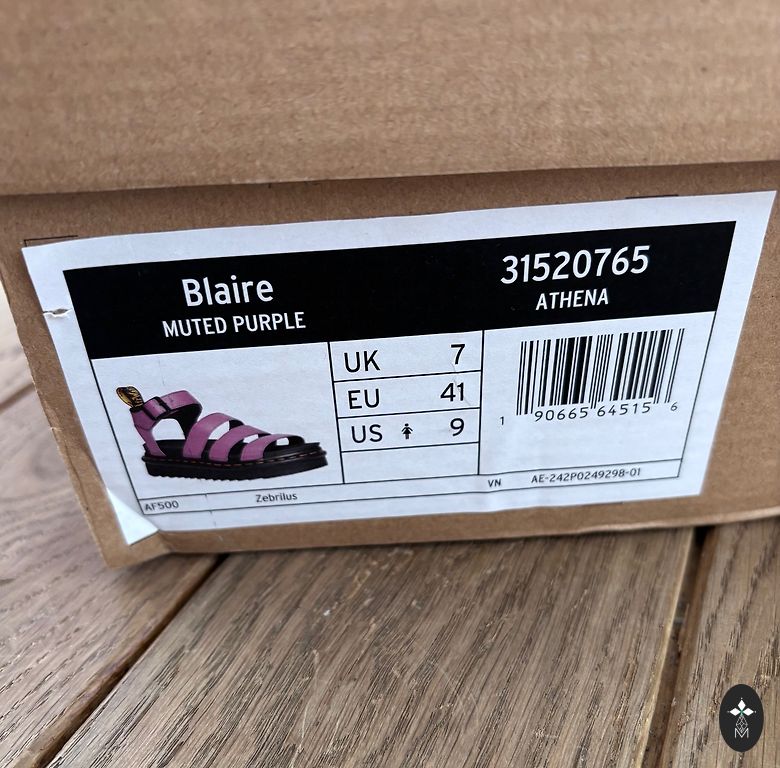 Blaire
MUTED PURPLE
31520765
ATHENA
UK 7
EU 41
US 9
1 90665 64515 6
VN AE-242P0249298-01
AF500 Zebrilus